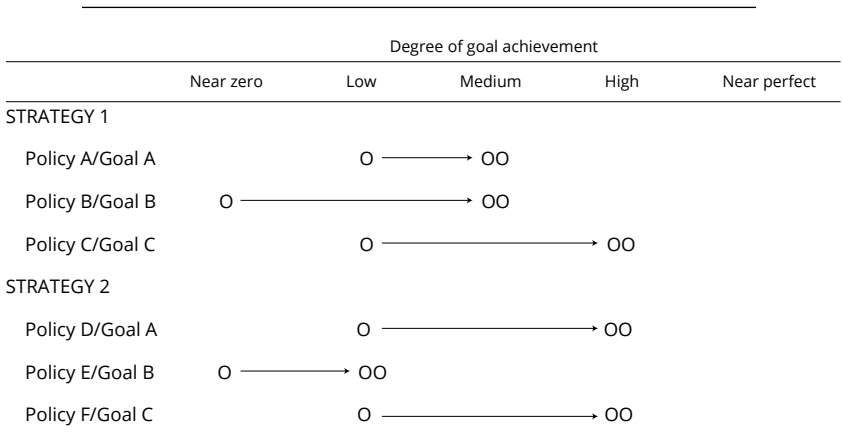 Degree of goal achievement
Near zero Low Medium High Near perfect
STRATEGY 1
Policy A/Goal A O OO
Policy B/Goal B O OO
Policy C/Goal C O OO
STRATEGY 2
Policy D/Goal A O OO
Policy E/Goal B O OO
Policy F/Goal C O OO